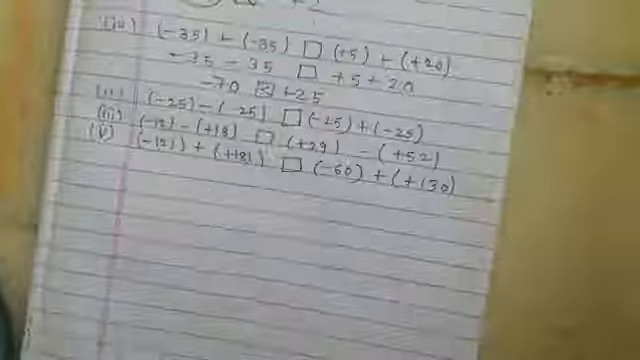 (iv) (-35) + (-35) □ (+5) + (+20)
-35 - 35 □ +5 + 20
-70 □ +25
(ii) (-25) - (-25) □ (-25) + (-25)
(iii) (-12) - (+18) □ (+29) - (+52)
(v) (-121) + (+181) □ (-60) + (+130)